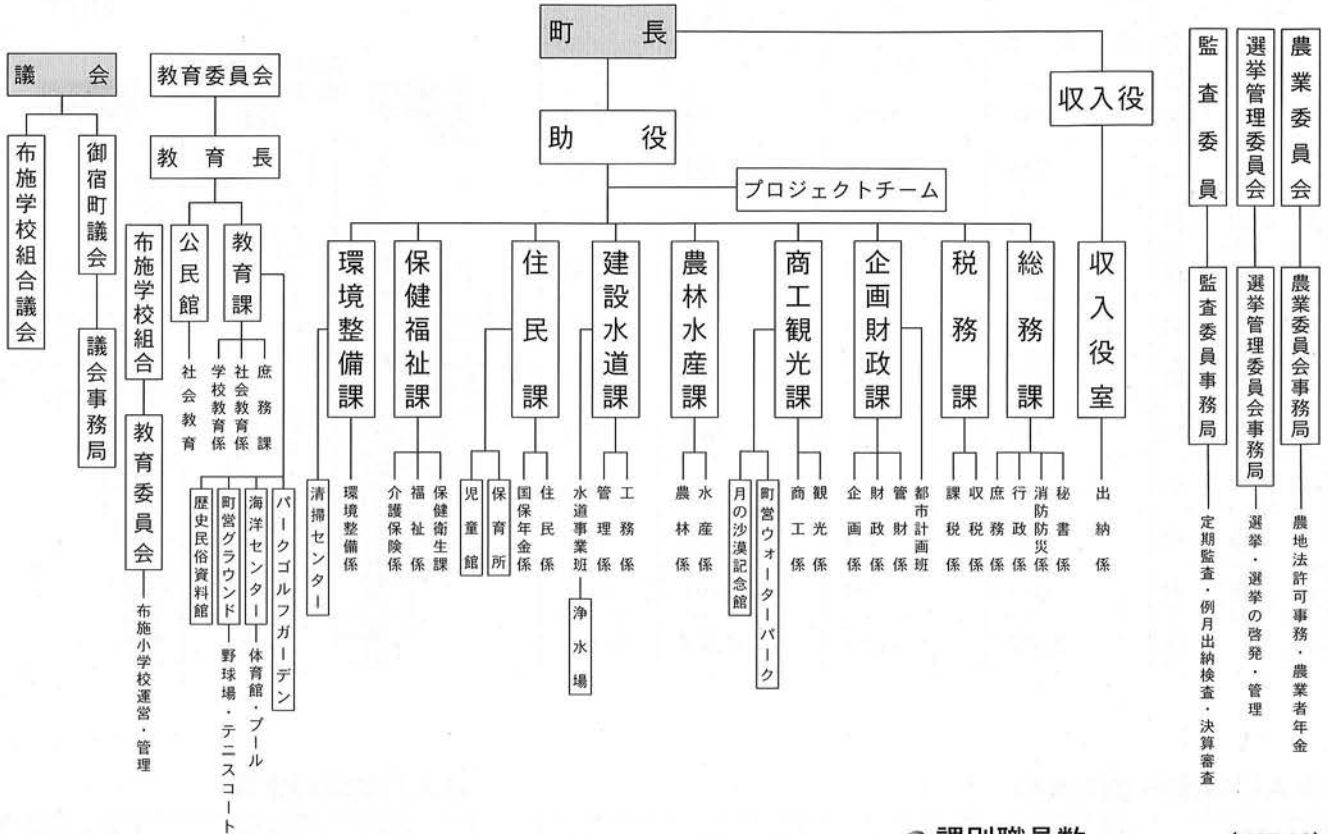 町長
助役
収入役
プロジェクトチーム
議会
布施学校組合議会
御宿町議会
議会事務局
教育委員会
教育長
公民館
社会教育
教育課
学校教育係
社会教育係
庶務課
歴史民俗資料館
町営グラウンド
野球場・テニスコート
海洋センター
体育館・プール
パークゴルフガーデン
布施学校組合
教育委員会
布施小学校運営・管理
環境整備課
清掃センター
環境整備係
保健福祉課
介護保険係
福祉係
保健衛生課
住民課
児童館
保育所
国保年金係
住民係
建設水道課
水道事業班
浄水場
管理係
工務係
農林水産課
農林係
水産係
商工観光課
月の沙漠記念館
町営ウォーターパーク
商工係
観光係
企画財政課
企画係
財政係
管財係
都市計画班
税務課
課税係
収税係
総務課
庶務係
行政係
消防防災係
秘書係
収入役室
出納係
監査委員
監査委員事務局
定期監査・例月出納検査・決算審査
選挙管理委員会
選挙管理委員会事務局
選挙・選挙の啓発・管理
農業委員会
農業委員会事務局
農地法許可事務・農業者年金
課別職員数